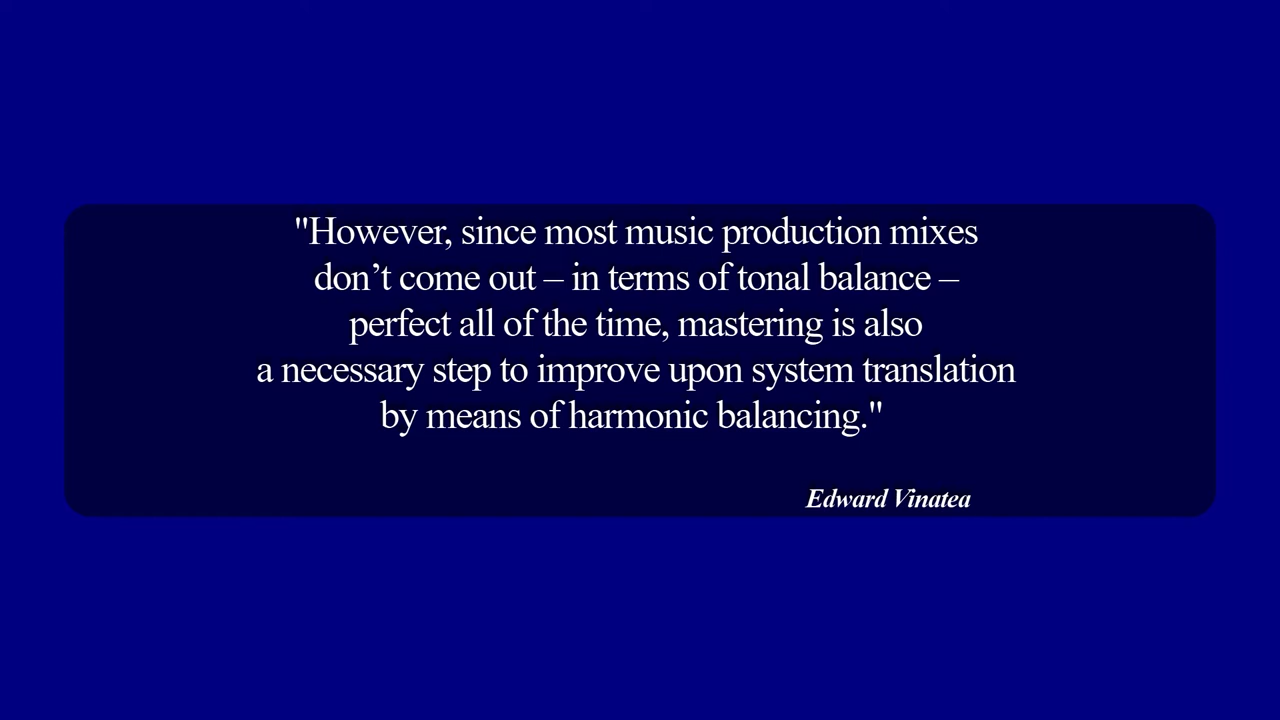 "However, since most music production mixes
don’t come out – in terms of tonal balance –
perfect all of the time, mastering is also
a necessary step to improve upon system translation
by means of harmonic balancing."
Edward Vinatea